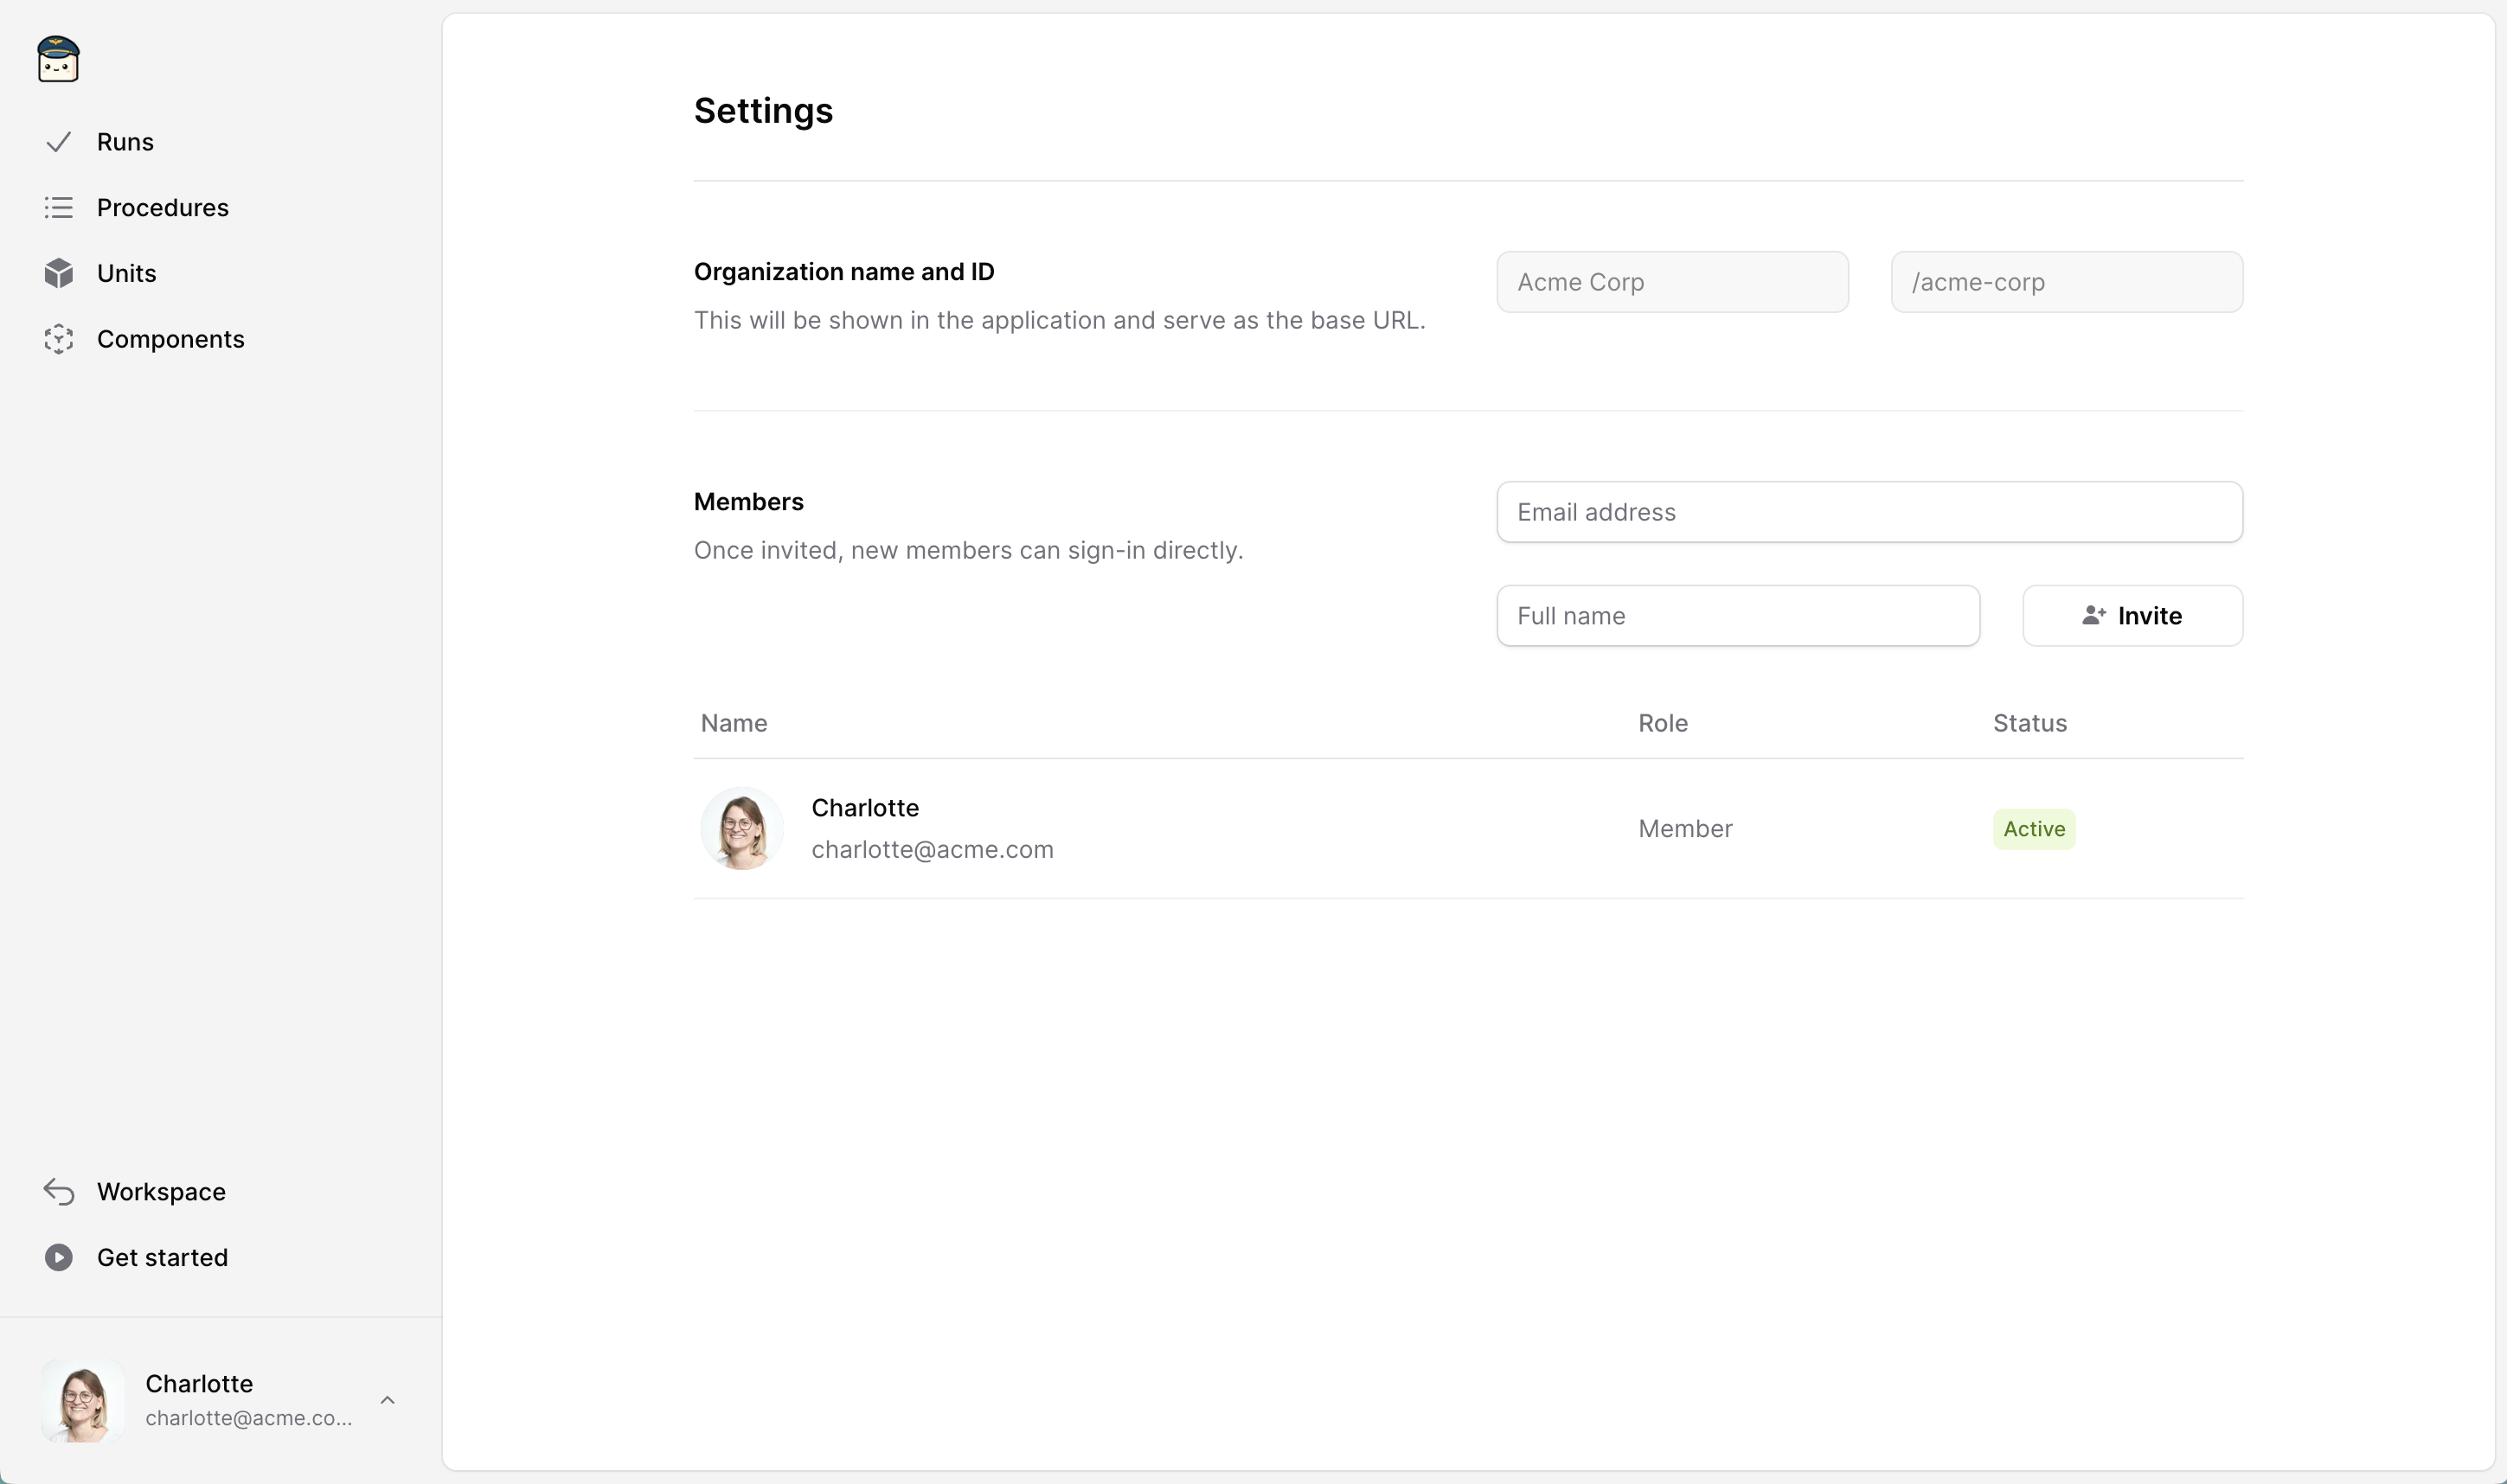 Runs
Procedures
Units
Components
Workspace
Get started
Charlotte
charlotte@acme.co...
Settings
Organization name and ID
This will be shown in the application and serve as the base URL.
Acme Corp
/acme-corp
Members
Once invited, new members can sign-in directly.
Email address
Full name
Invite
Name Role Status
Charlotte
charlotte@acme.com
Member
Active